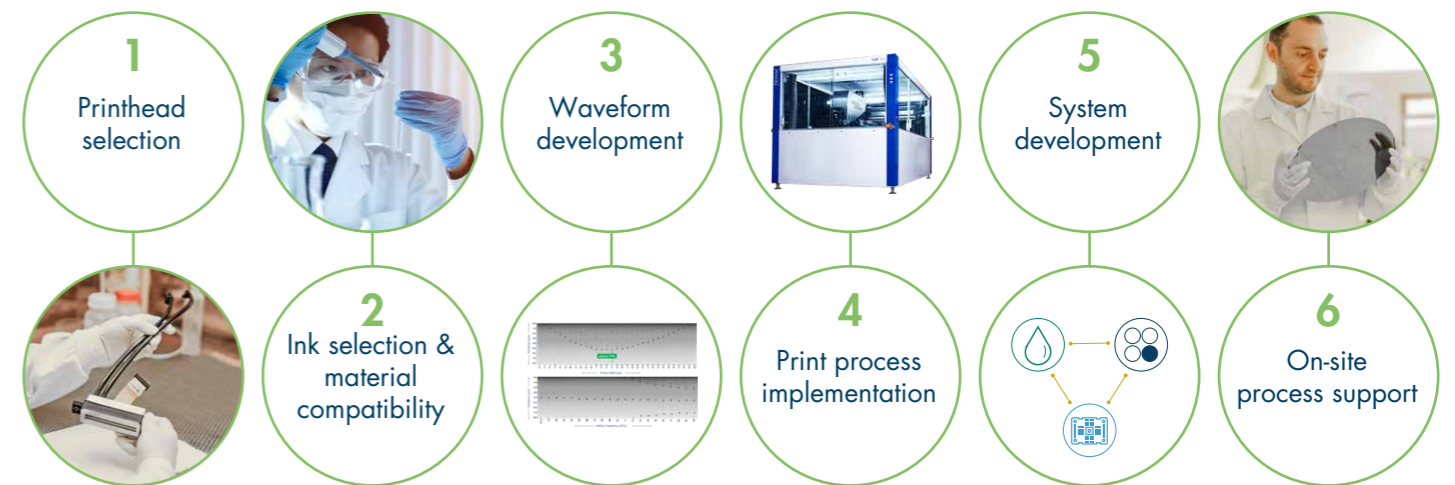 1
Printhead
selection
2
Ink selection &
material
compatibility
3
Waveform
development
4
Print process
implementation
5
System
development
6
On-site
process support